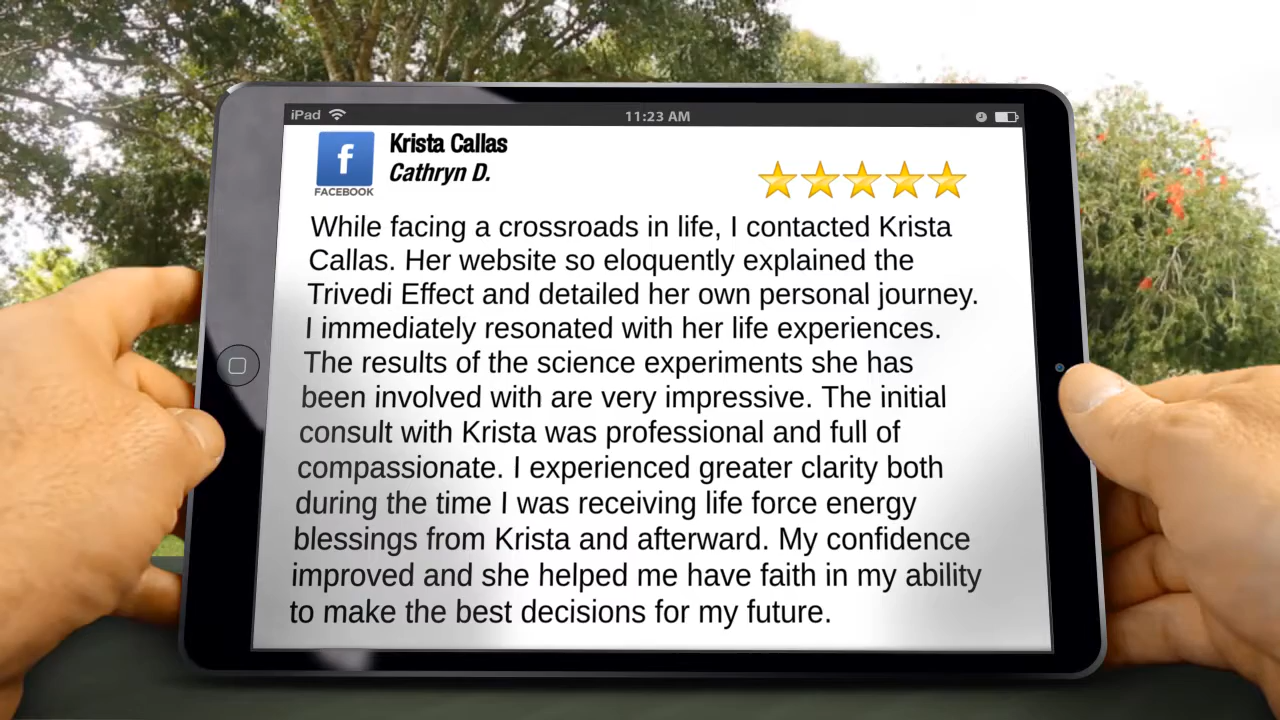 iPad 11:23 AM
f
FACEBOOK
Krista Callas
Cathryn D.
While facing a crossroads in life, I contacted Krista
Callas. Her website so eloquently explained the
Trivedi Effect and detailed her own personal journey.
I immediately resonated with her life experiences.
The results of the science experiments she has
been involved with are very impressive. The initial
consult with Krista was professional and full of
compassionate. I experienced greater clarity both
during the time I was receiving life force energy
blessings from Krista and afterward. My confidence
improved and she helped me have faith in my ability
to make the best decisions for my future.